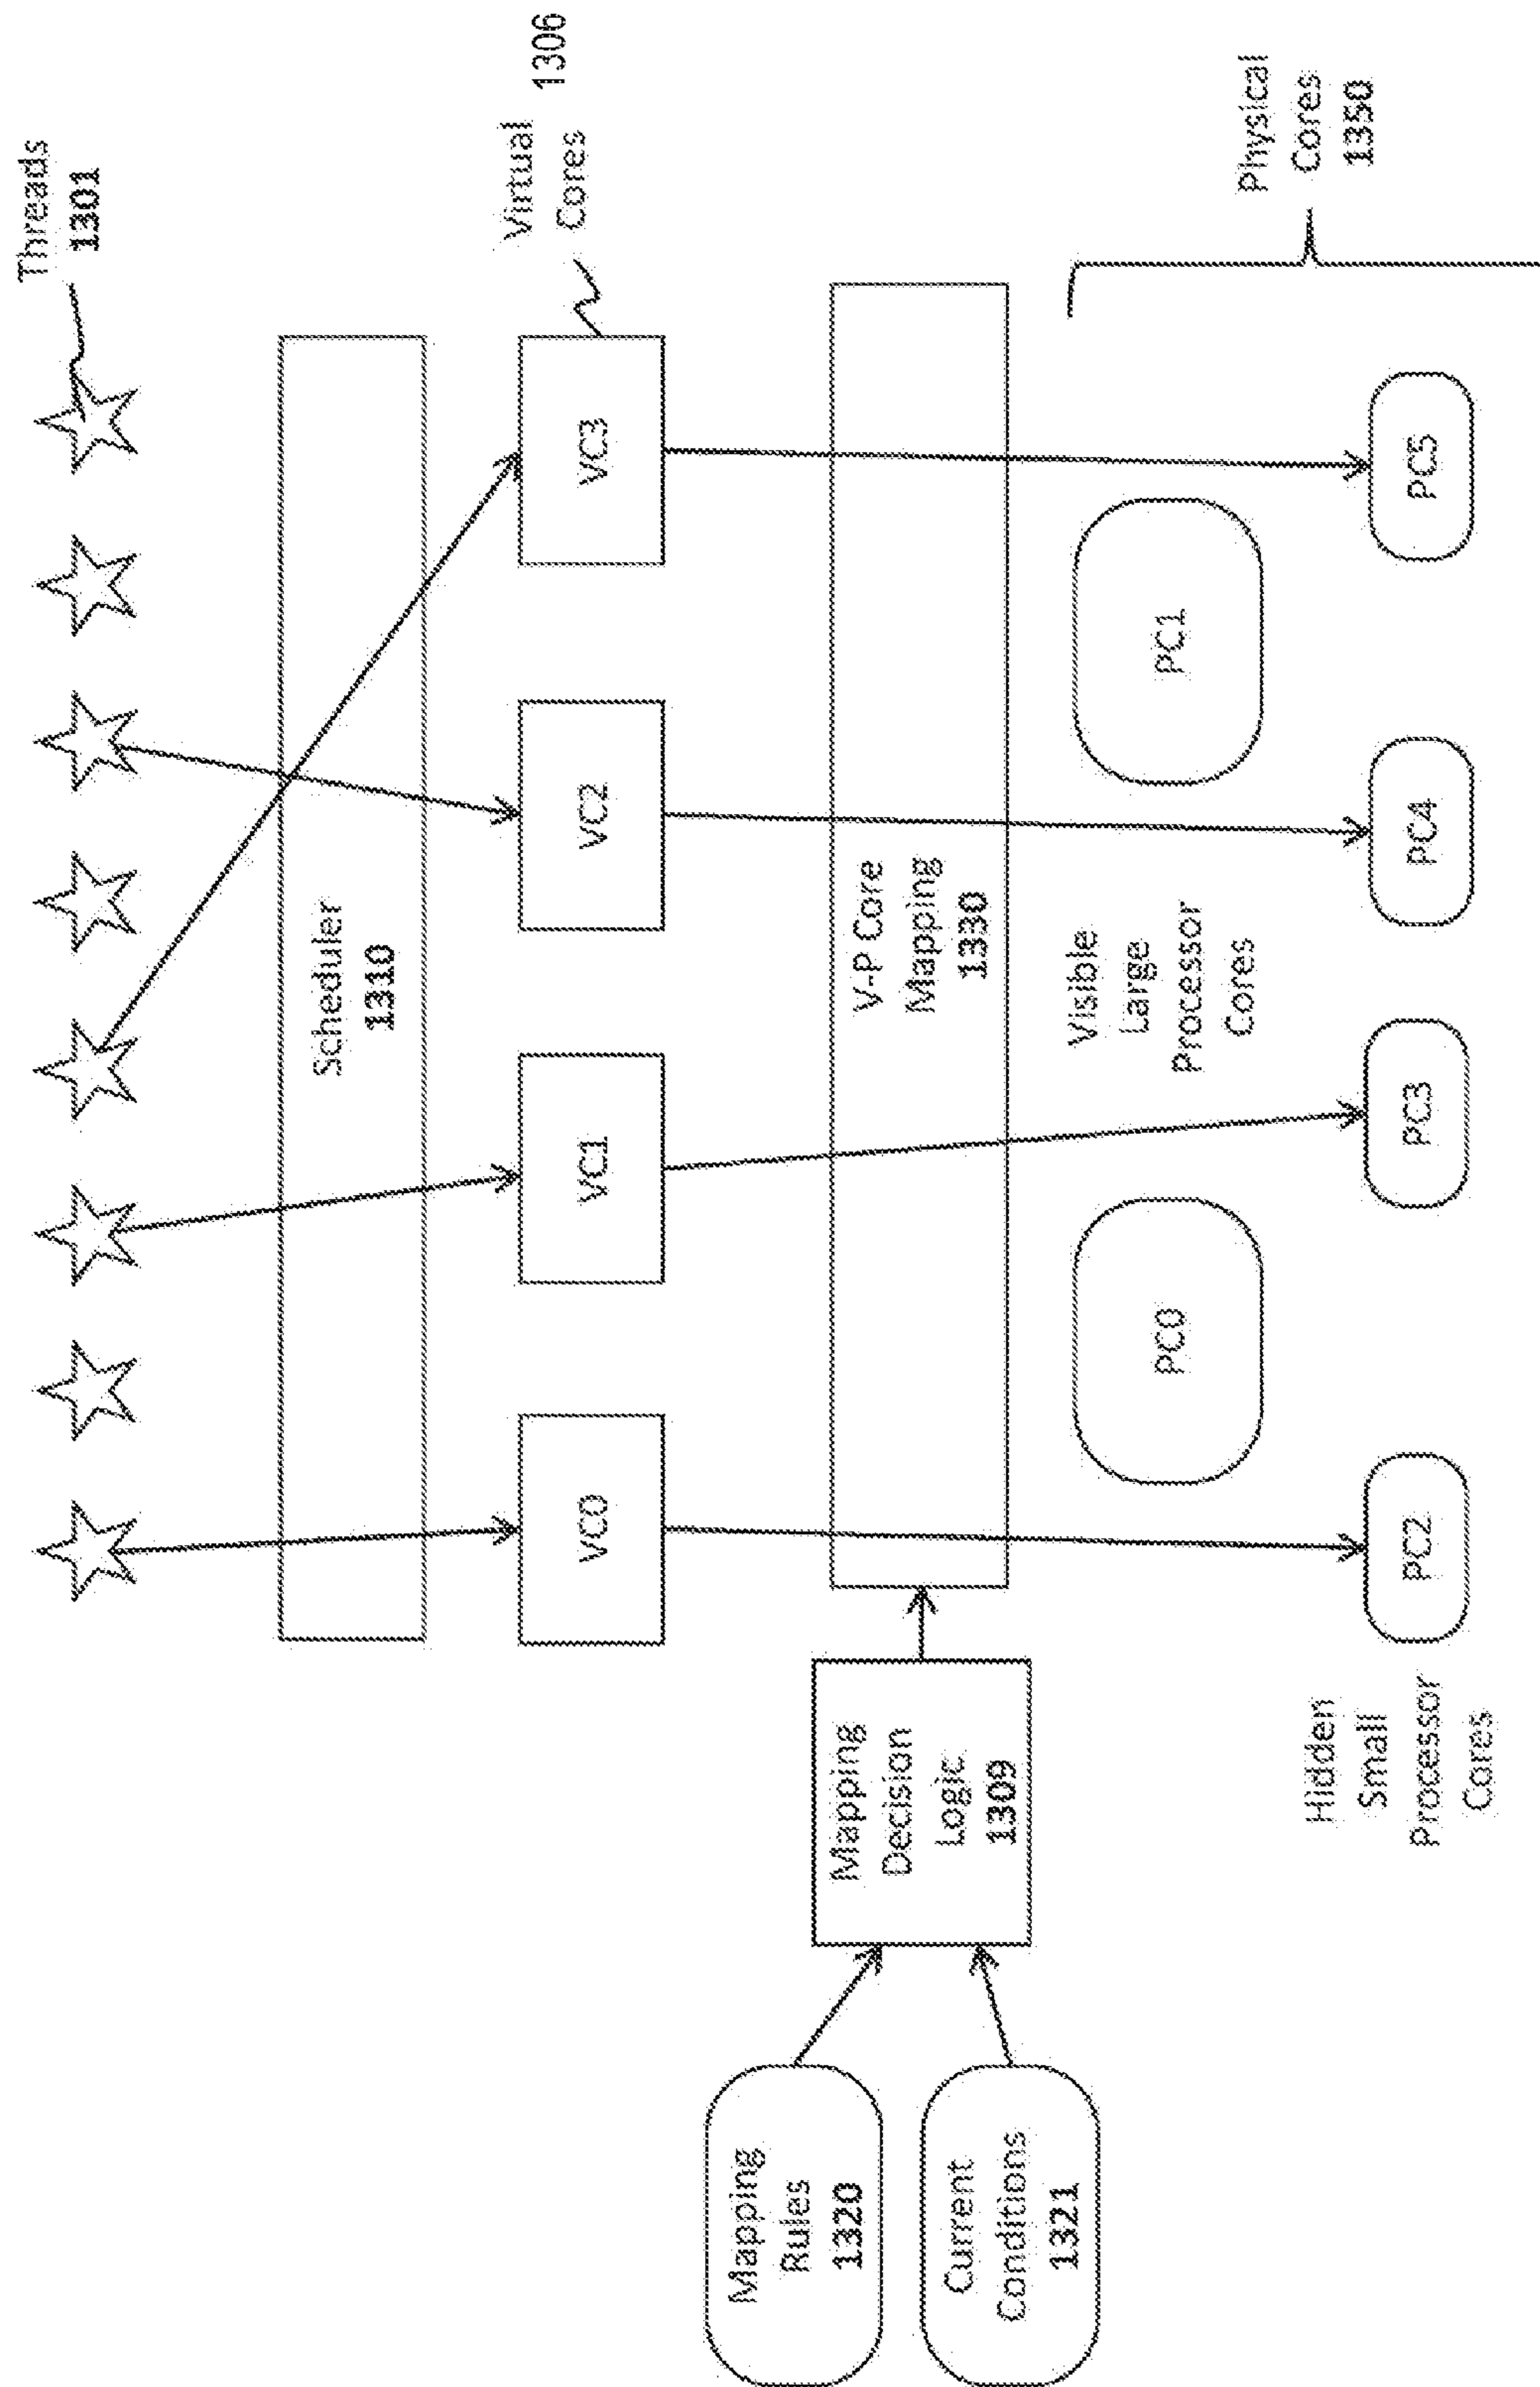 Threads
1301
Scheduler
1310
VC0
VC1
VC2
VC3
Virtual
Cores
1306
Mapping
Rules
1320
Current
Conditions
1321
Mapping
Decision
Logic
1309
V-P Core
Mapping
1330
Visible
Large
Processor
Cores
PC0
PC1
Physical
Cores
1350
Hidden
Small
Processor
Cores
PC2
PC3
PC4
PC5